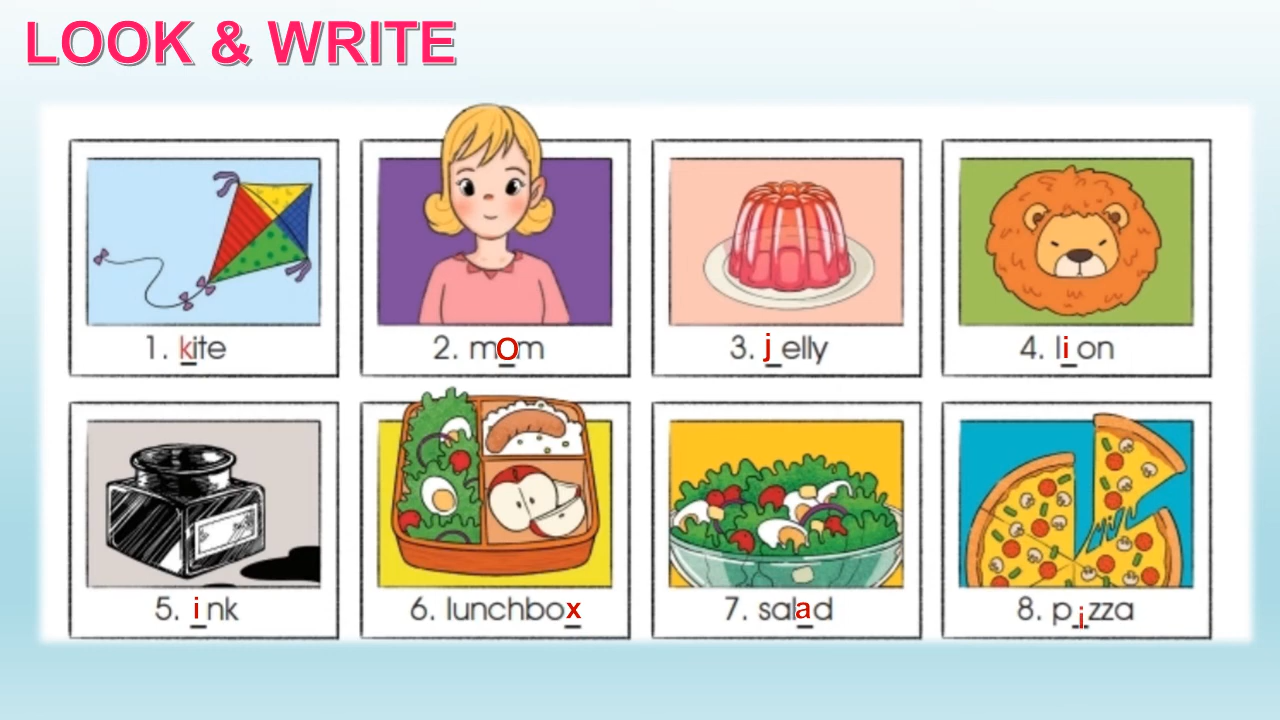 LOOK & WRITE
1. kite
2. mom
3. jelly
4. lion
5. ink
6. lunchbox
7. salad
8. pizza